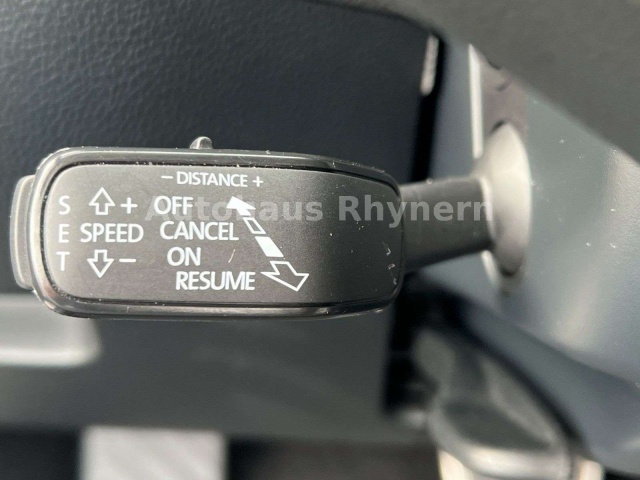 - DISTANCE +
S E T
+
SPEED
-
OFF
CANCEL
ON
RESUME
Autohaus Rhynern